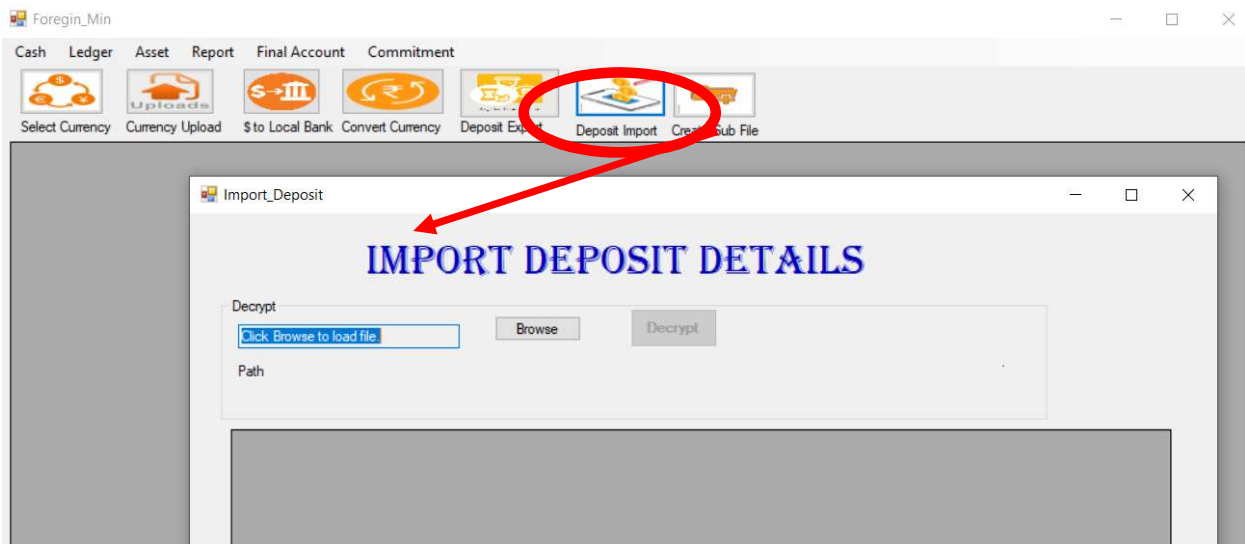 Foregin_Min
Cash Ledger Asset Report Final Account Commitment
Uploads
Select Currency Currency Upload $ to Local Bank Convert Currency Deposit Export Deposit Import Create Sub File
Import_Deposit
IMPORT DEPOSIT DETAILS
Decrypt
Click Browse to load file. Browse Decrypt
Path